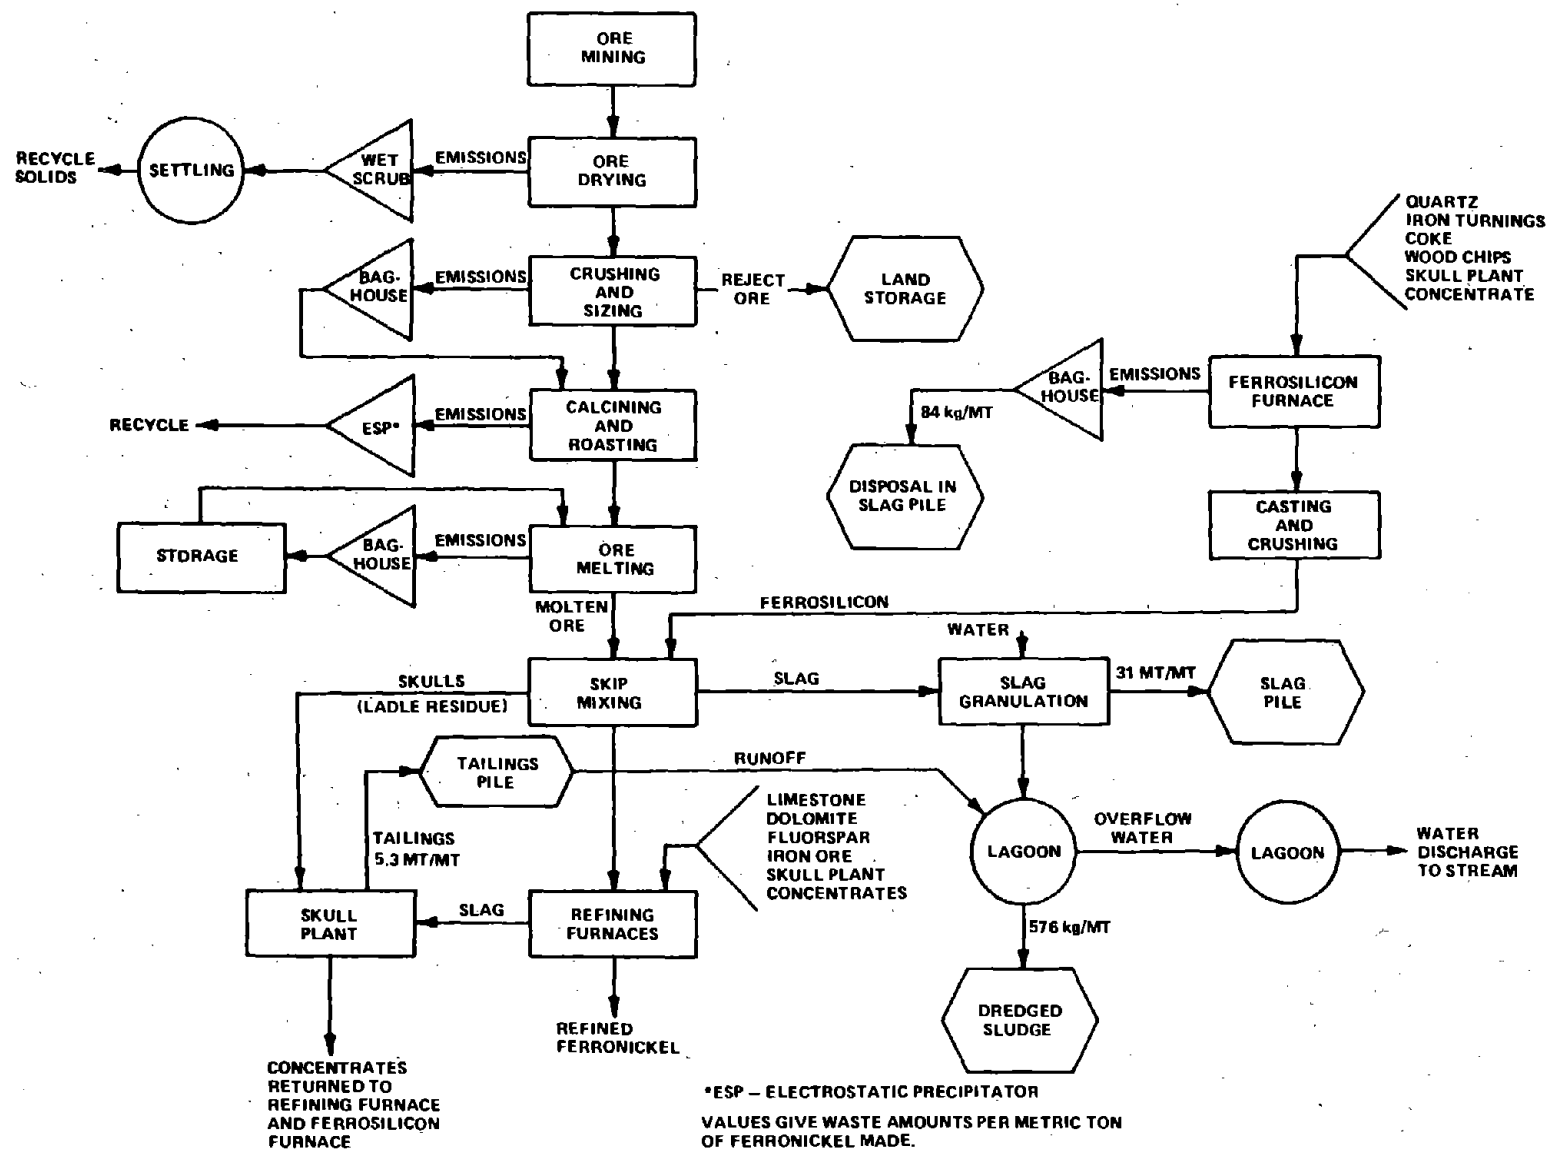 ORE
MINING
ORE
DRYING
EMISSIONS
WET
SCRUB
SETTLING
RECYCLE
SOLIDS
CRUSHING
AND
SIZING
EMISSIONS
BAG-
HOUSE
REJECT
ORE
LAND
STORAGE
QUARTZ
IRON TURNINGS
COKE
WOOD CHIPS
SKULL PLANT
CONCENTRATE
FERROSILICON
FURNACE
EMISSIONS
BAG-
HOUSE
84 kg/MT
DISPOSAL IN
SLAG PILE
CASTING
AND
CRUSHING
CALCINING
AND
ROASTING
EMISSIONS
ESP*
RECYCLE
ORE
MELTING
EMISSIONS
BAG-
HOUSE
STORAGE
MOLTEN
ORE
FERROSILICON
SKIP
MIXING
SKULLS
(LADLE RESIDUE)
SLAG
WATER
SLAG
GRANULATION
31 MT/MT
SLAG
PILE
TAILINGS
PILE
RUNOFF
TAILINGS
5.3 MT/MT
LIMESTONE
DOLOMITE
FLUORSPAR
IRON ORE
SKULL PLANT
CONCENTRATES
LAGOON
OVERFLOW
WATER
LAGOON
WATER
DISCHARGE
TO STREAM
SKULL
PLANT
SLAG
REFINING
FURNACES
576 kg/MT
DREDGED
SLUDGE
REFINED
FERRONICKEL
CONCENTRATES
RETURNED TO
REFINING FURNACE
AND FERROSILICON
FURNACE
*ESP – ELECTROSTATIC PRECIPITATOR
VALUES GIVE WASTE AMOUNTS PER METRIC TON
OF FERRONICKEL MADE.